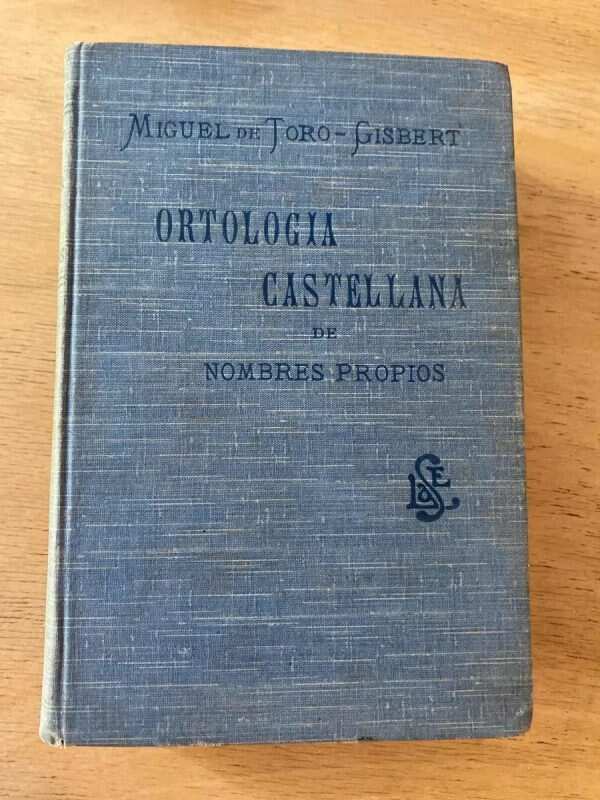 MIGUEL DE TORO-GISBERT
ORTOLOGIA
CASTELLANA
DE
NOMBRES PROPIOS